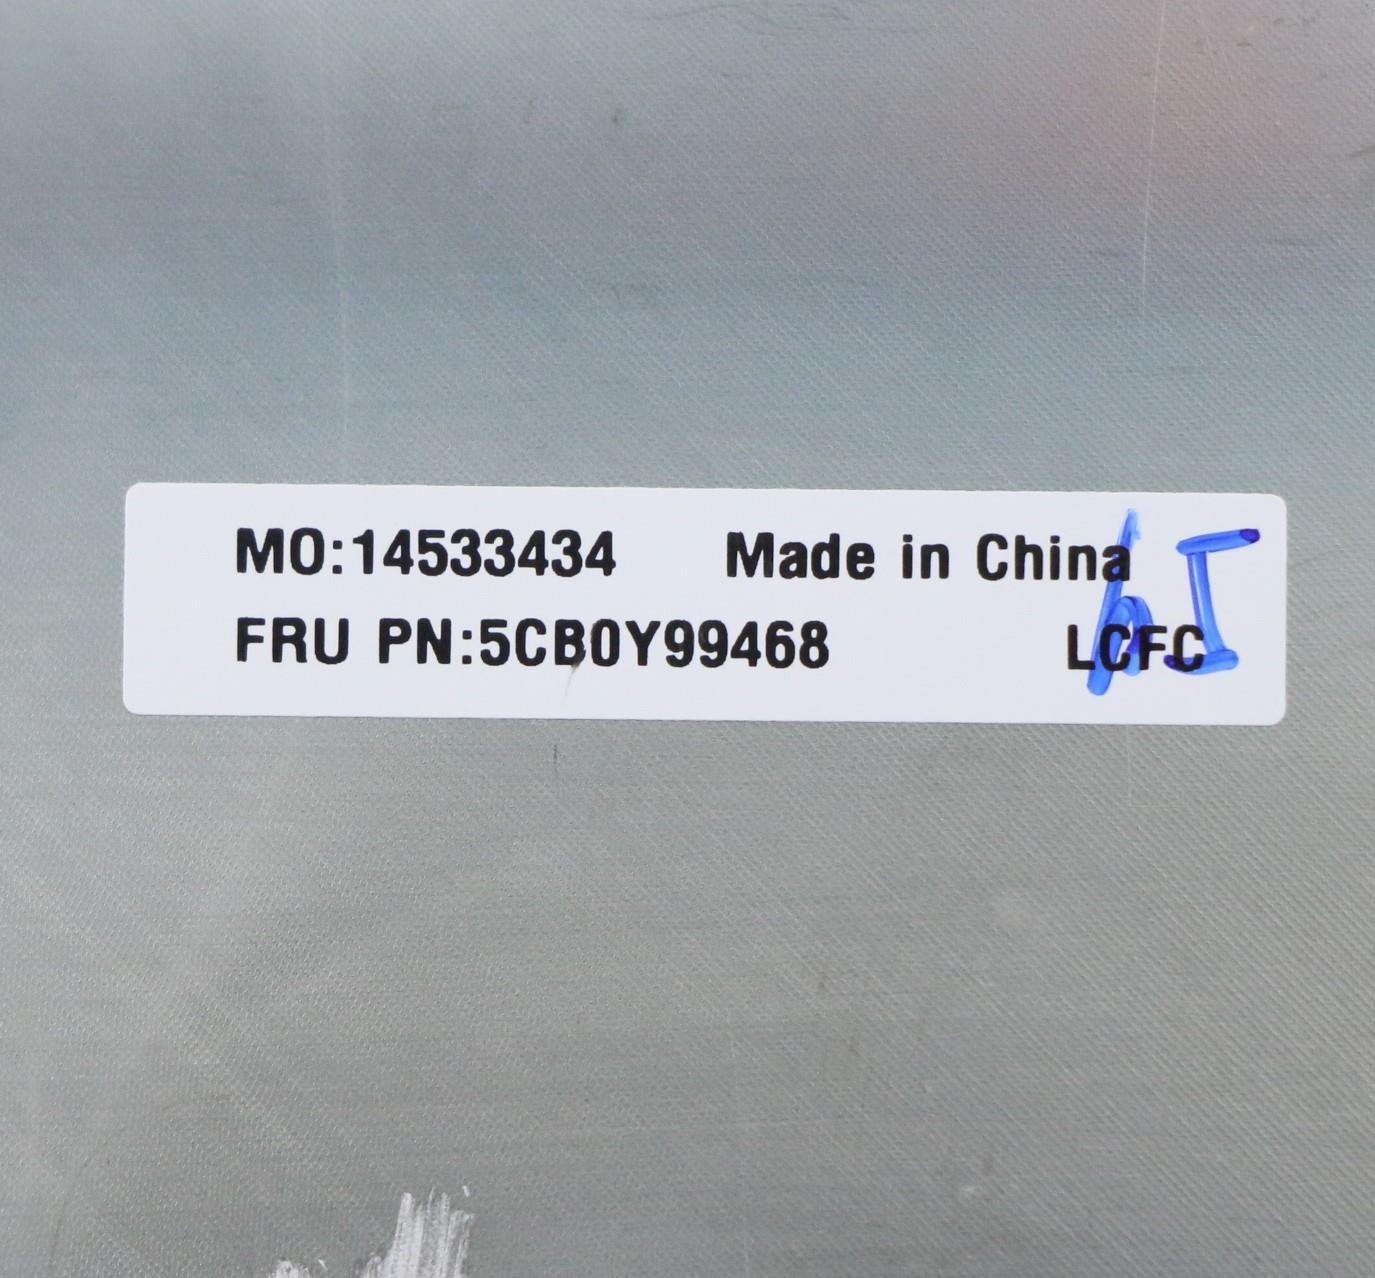 MO:14533434 Made in China
FRU PN:5CB0Y99468 LCFC